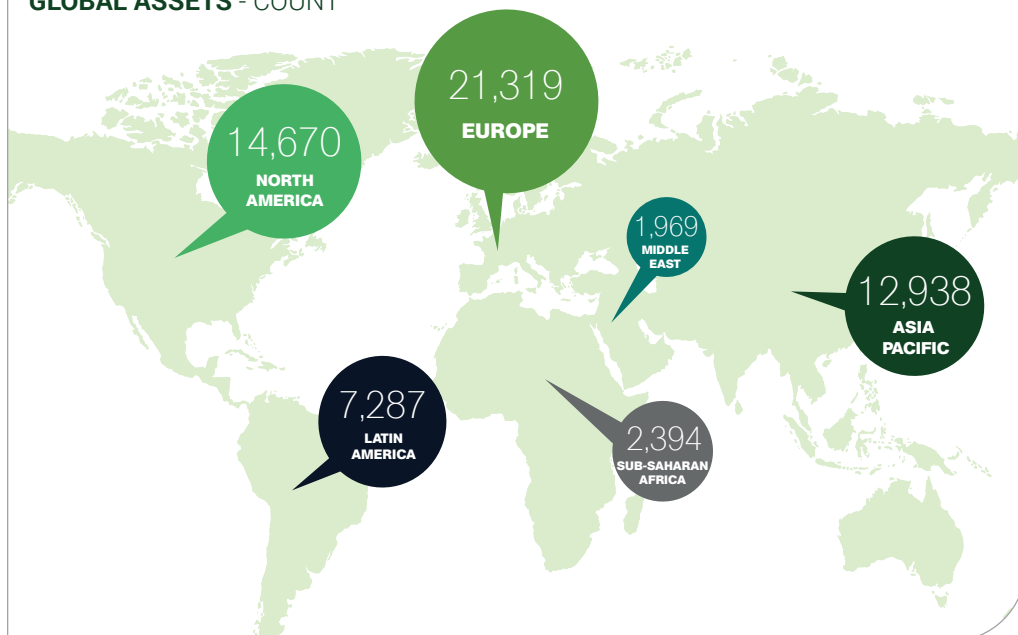 GLOBAL ASSETS - COUNT
21,319
EUROPE
14,670
NORTH
AMERICA
1,969
MIDDLE
EAST
12,938
ASIA
PACIFIC
7,287
LATIN
AMERICA
2,394
SUB-SAHARAN
AFRICA